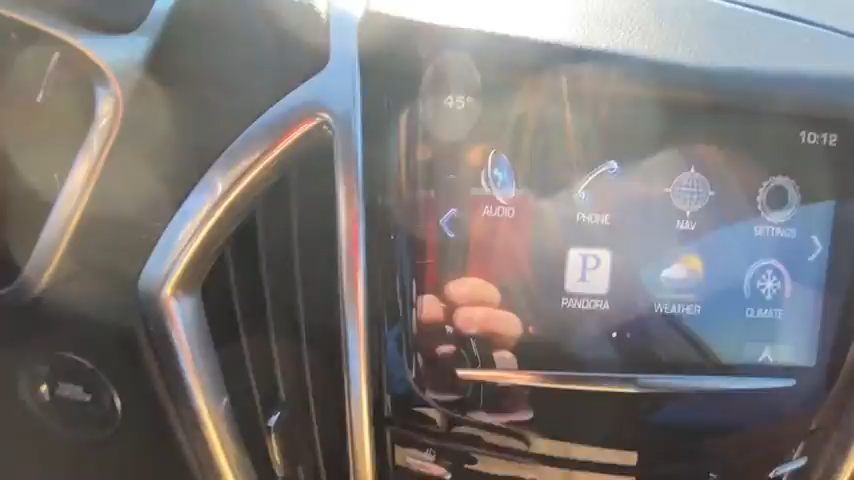 45°
10:12
AUDIO
PHONE
NAV
SETTINGS
P
PANDORA
WEATHER
CLIMATE